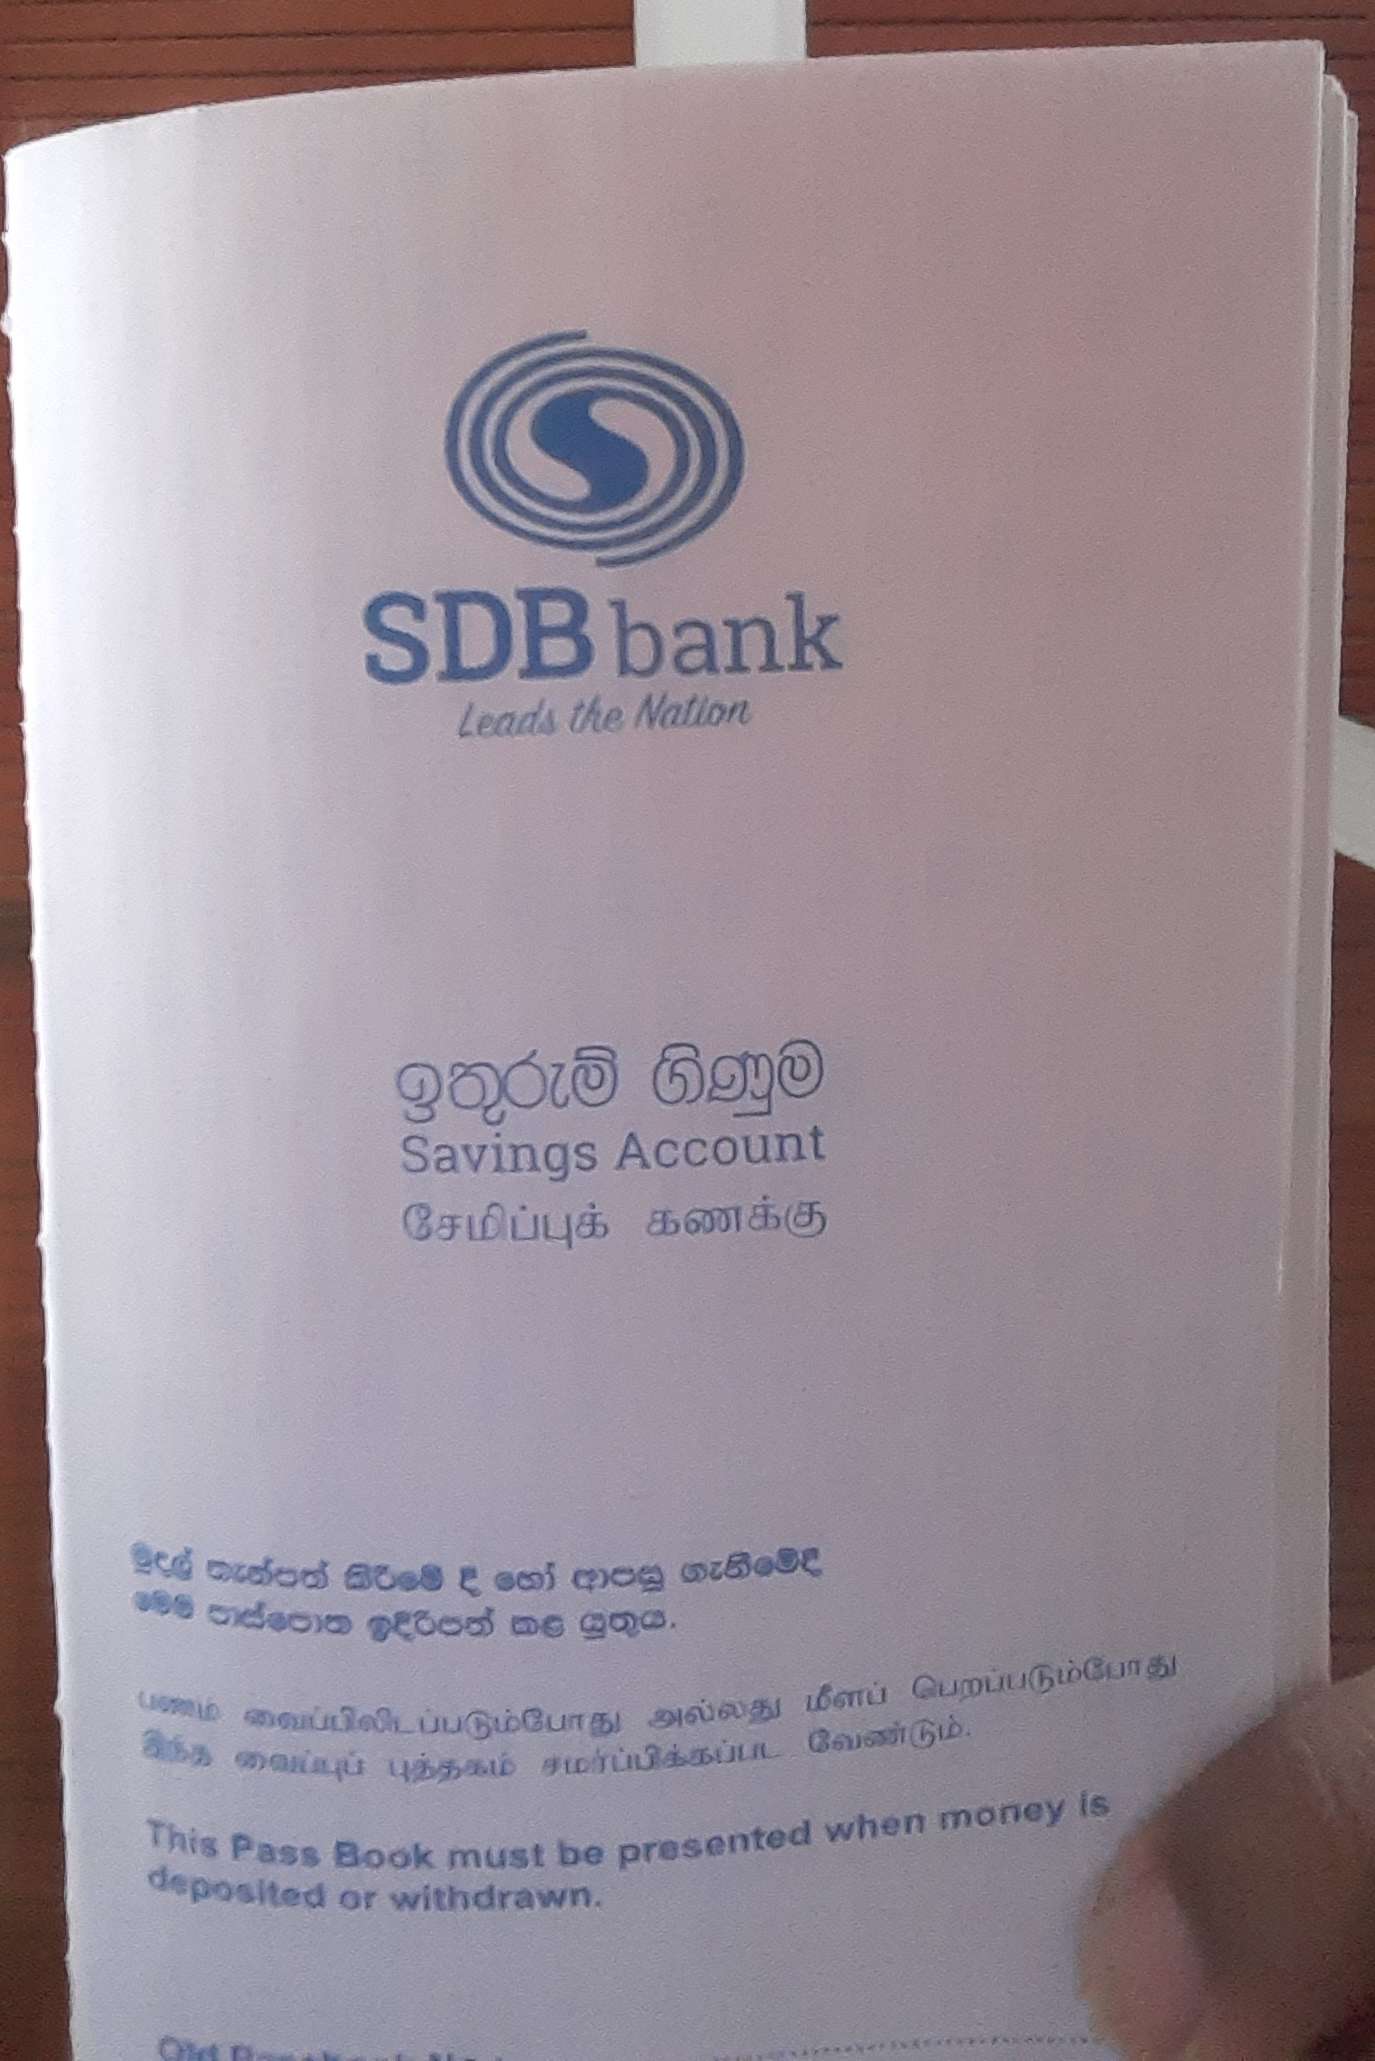 SDB bank
Leads the Nation
ඉතුරුම් ගිණුම
Savings Account
சேமிப்புக் கணக்கு
මුදල් තැන්පත් කිරීමේ දී හෝ ආපසු ගැනීමේදී
මෙම පාස්පොත ඉදිරිපත් කළ යුතුය.
பணம் வைப்பிலிடப்படும்போது அல்லது மீளப் பெறப்படும்போது
இந்த வைப்புப் புத்தகம் சமர்ப்பிக்கப்பட வேண்டும்.
This Pass Book must be presented when money is
deposited or withdrawn.
Old